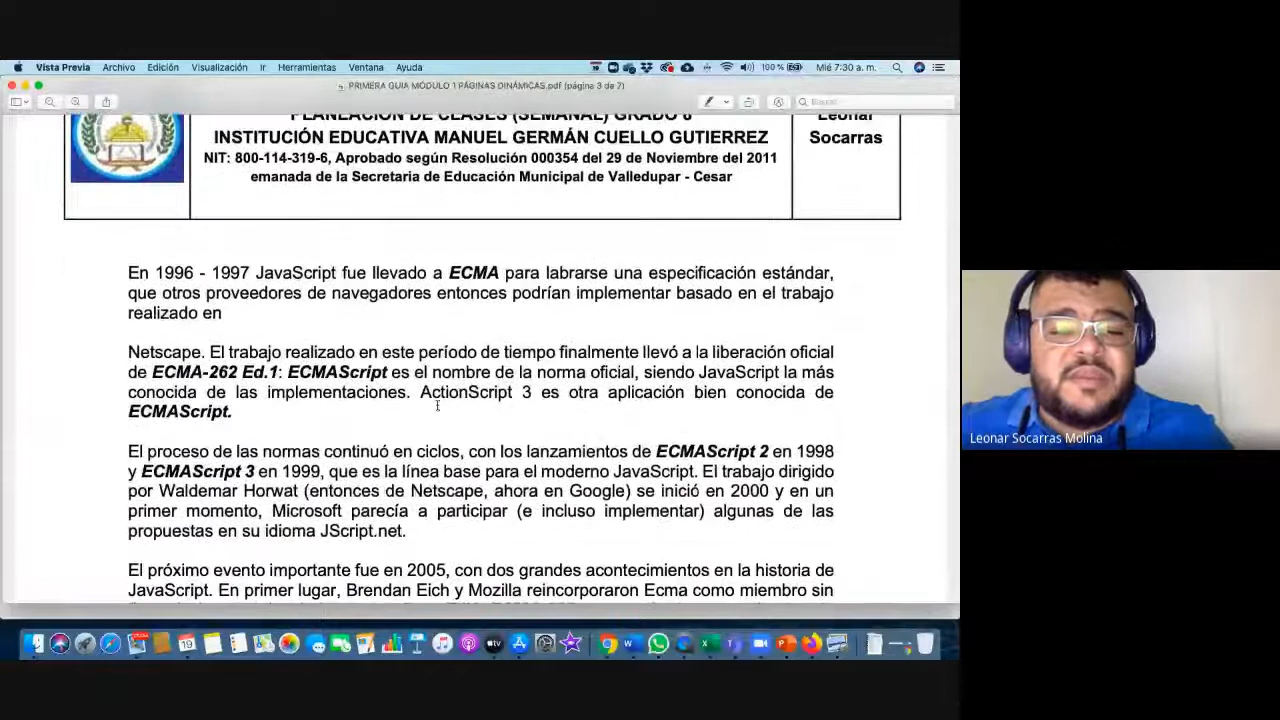 Vista Previa Archivo Edición Visualización Ir Herramientas Ventana Ayuda 100 % Mié 7:30 a. m.
PRIMERA GUIA MÓDULO 1 PÁGINAS DINÁMICAS.pdf (página 3 de 7)
Buscar
PLANEACIÓN DE CLASES (SEMANAL) GRADO 8
INSTITUCIÓN EDUCATIVA MANUEL GERMÁN CUELLO GUTIERREZ
NIT: 800-114-319-6, Aprobado según Resolución 000354 del 29 de Noviembre del 2011
emanada de la Secretaria de Educación Municipal de Valledupar - Cesar
Leonar
Socarras
En 1996 - 1997 JavaScript fue llevado a ECMA para labrarse una especificación estándar,
que otros proveedores de navegadores entonces podrían implementar basado en el trabajo
realizado en
Netscape. El trabajo realizado en este período de tiempo finalmente llevó a la liberación oficial
de ECMA-262 Ed.1: ECMAScript es el nombre de la norma oficial, siendo JavaScript la más
conocida de las implementaciones. ActionScript 3 es otra aplicación bien conocida de
ECMAScript.
El proceso de las normas continuó en ciclos, con los lanzamientos de ECMAScript 2 en 1998
y ECMAScript 3 en 1999, que es la línea base para el moderno JavaScript. El trabajo dirigido
por Waldemar Horwat (entonces de Netscape, ahora en Google) se inició en 2000 y en un
primer momento, Microsoft parecía a participar (e incluso implementar) algunas de las
propuestas en su idioma JScript.net.
El próximo evento importante fue en 2005, con dos grandes acontecimientos en la historia de
JavaScript. En primer lugar, Brendan Eich y Mozilla reincorporaron Ecma como miembro sin
Leonar Socarras Molina